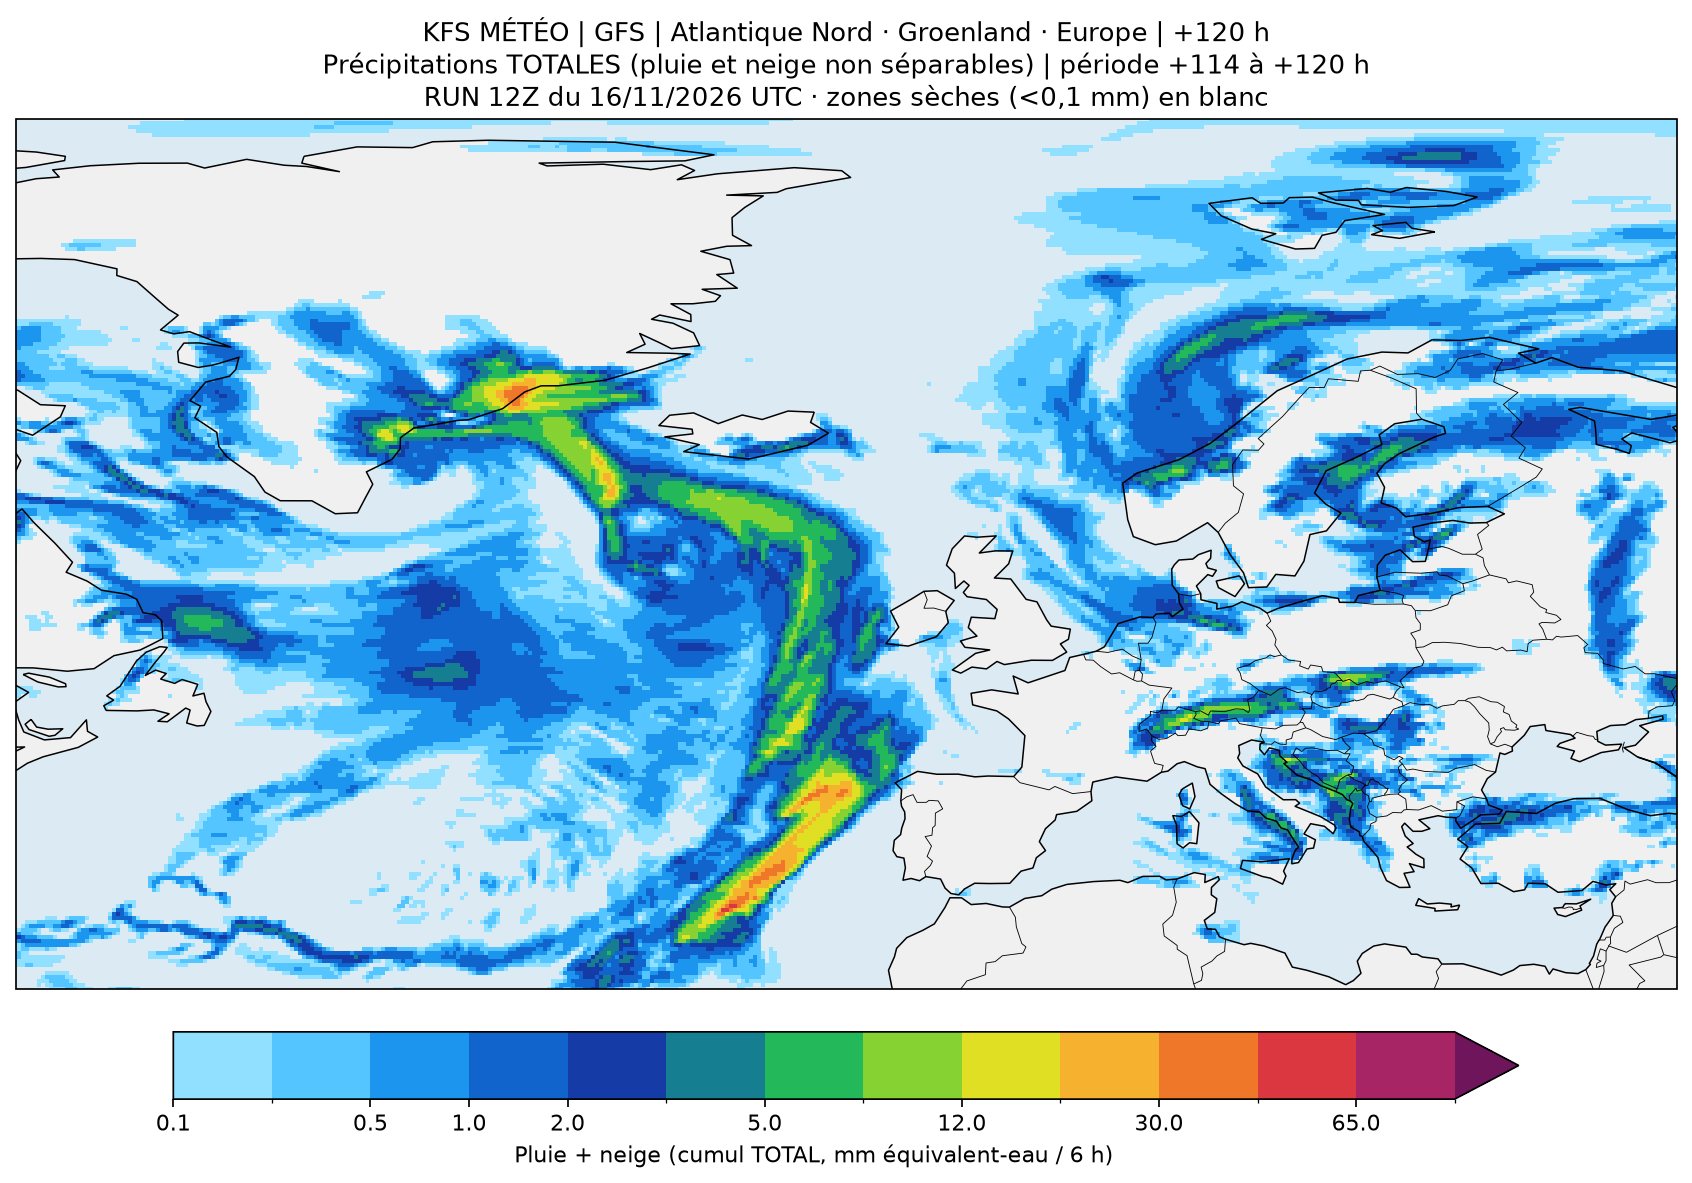 KFS MÉTÉO | GFS | Atlantique Nord · Groenland · Europe | +120 h
Précipitations TOTALES (pluie et neige non séparables) | période +114 à +120 h
RUN 12Z du 16/11/2026 UTC · zones sèches (<0,1 mm) en blanc
0.1 0.5 1.0 2.0 5.0 12.0 30.0 65.0
Pluie + neige (cumul TOTAL, mm équivalent-eau / 6 h)